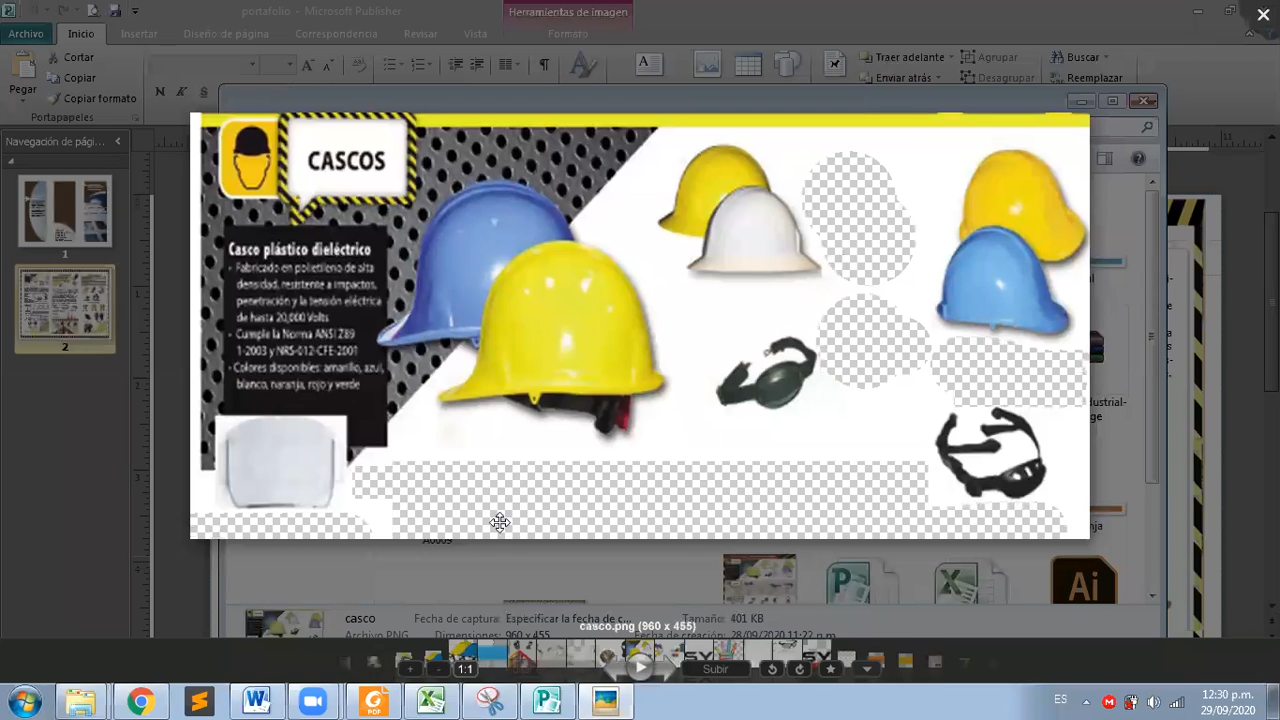 portafolio - Microsoft Publisher
Herramientas de imagen
Archivo
Inicio
Insertar
Diseño de página
Correspondencia
Revisar
Vista
Formato
Cortar
Copiar
Copiar formato
Pegar
Portapapeles
N K S
Traer adelante
Enviar atrás
Agrupar
Desagrupar
Buscar
Reemplazar
Navegación de pági...
1
2
CASCOS
Casco plástico dieléctrico
- Fabricado en polietileno de alta
densidad, resistente a impactos,
penetración y la tensión eléctrica
de hasta 20,000 Volts
- Cumple la Norma ANSI Z89
1-2003 y NRS-012-CFE-2001
- Colores disponibles: amarillo, azul,
blanco, naranja, rojo y verde
casco
Archivo PNG
Fecha de captura:
Especificar la fecha de c...
Dimensiones: 960 x 455
Tamaño:
401 KB
Fecha de creación: 28/09/2020 11:22 p.m.
casco.png (960 x 455)
1:1
Subir
Ai
ES
12:30 p.m.
29/09/2020